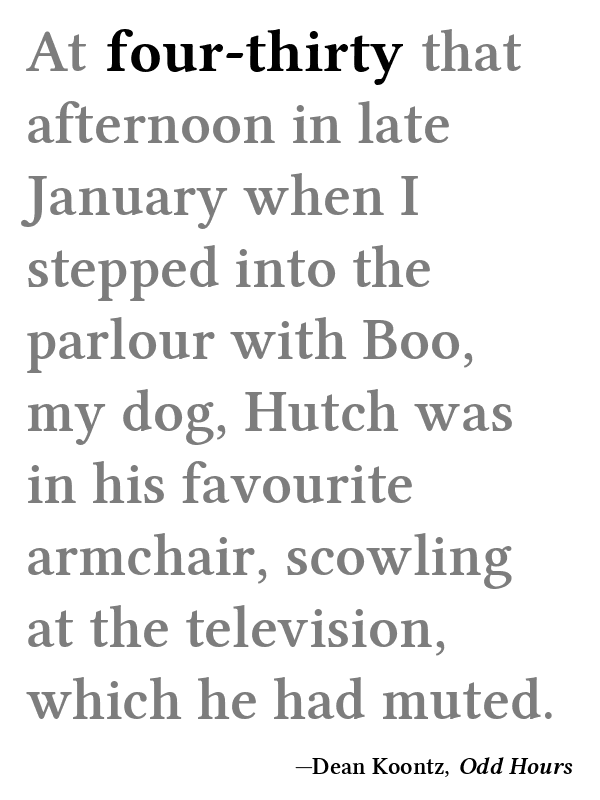 At four-thirty that
afternoon in late
January when I
stepped into the
parlour with Boo,
my dog, Hutch was
in his favourite
armchair, scowling
at the television,
which he had muted.
—Dean Koontz, Odd Hours